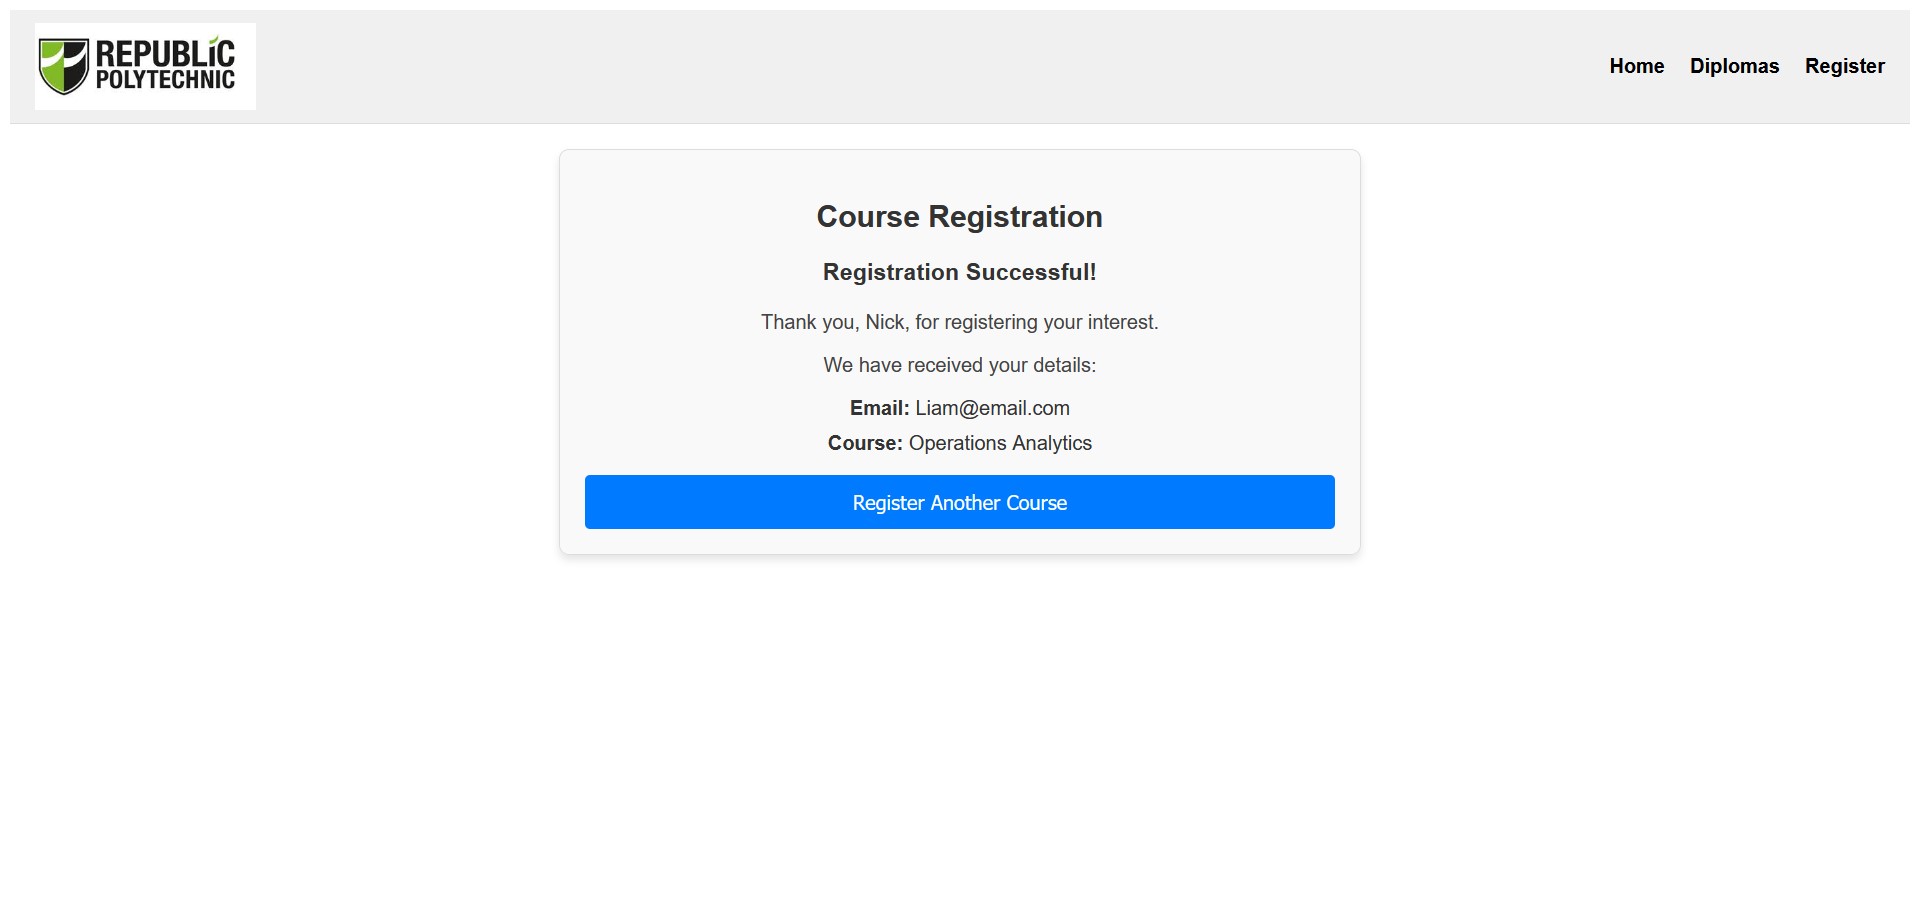 REPUBLIC
POLYTECHNIC
Home Diplomas Register
Course Registration
Registration Successful!
Thank you, Nick, for registering your interest.
We have received your details:
Email: Liam@email.com
Course: Operations Analytics
Register Another Course